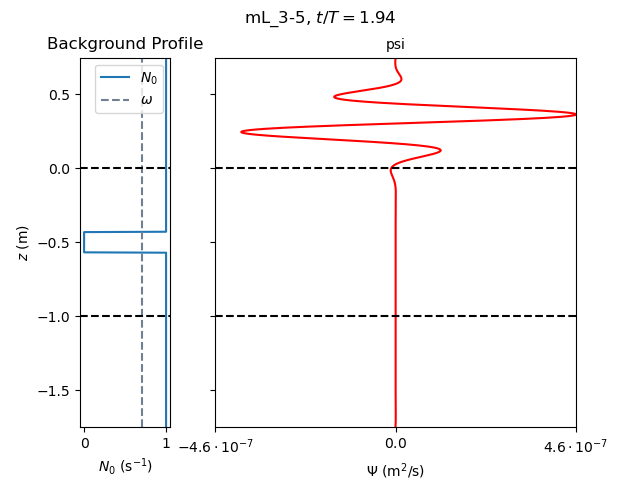 mL_3-5, t/T = 1.94
Background Profile
psi
N₀
ω
0.5
0.0
−0.5
−1.0
−1.5
z (m)
0
1
N₀ (s⁻¹)
−4.6 · 10⁻⁷
0.0
4.6 · 10⁻⁷
Ψ (m²/s)